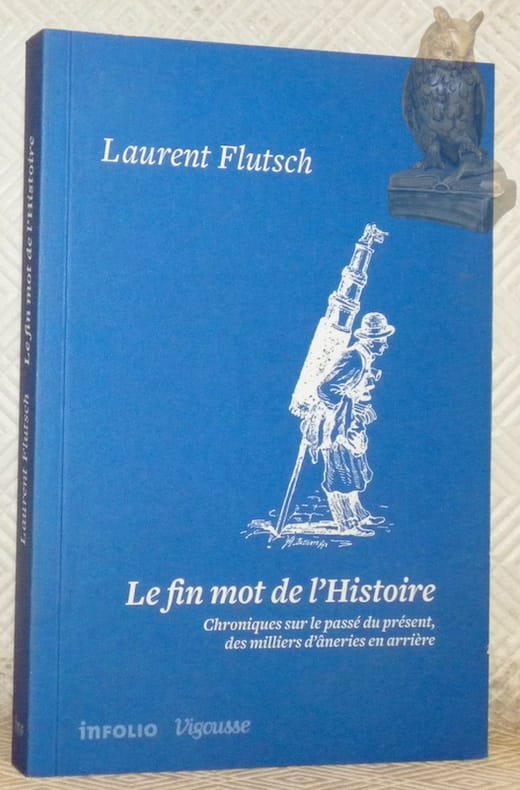 Laurent Flutsch
Le fin mot de l'Histoire
Chroniques sur le passé du présent,
des milliers d'âneries en arrière
inFOLIO Vigousse
Laurent Flutsch Le fin mot de l'Histoire